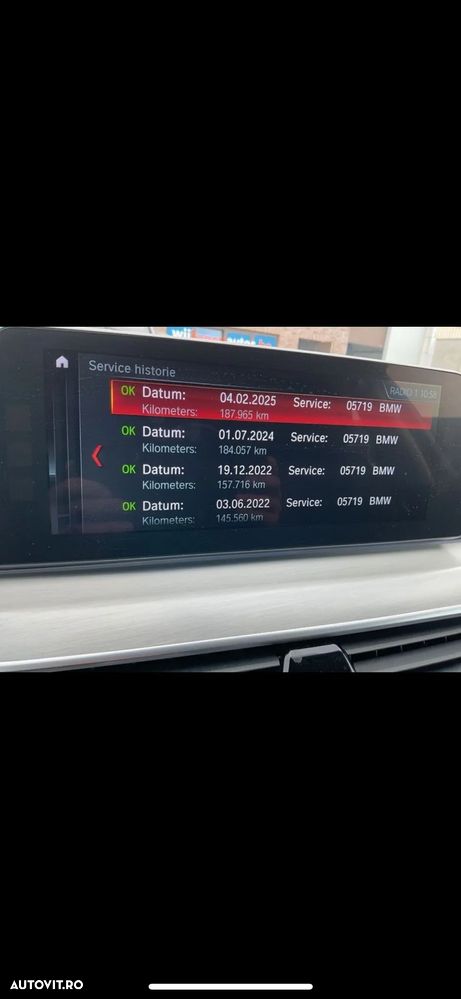 Service historie
RADIO 1 10:58
OK Datum: 04.02.2025 Service: 05719 BMW
Kilometers: 187.965 km
OK Datum: 01.07.2024 Service: 05719 BMW
Kilometers: 184.057 km
OK Datum: 19.12.2022 Service: 05719 BMW
Kilometers: 157.716 km
OK Datum: 03.06.2022 Service: 05719 BMW
Kilometers: 145.560 km
AUTOVIT.RO